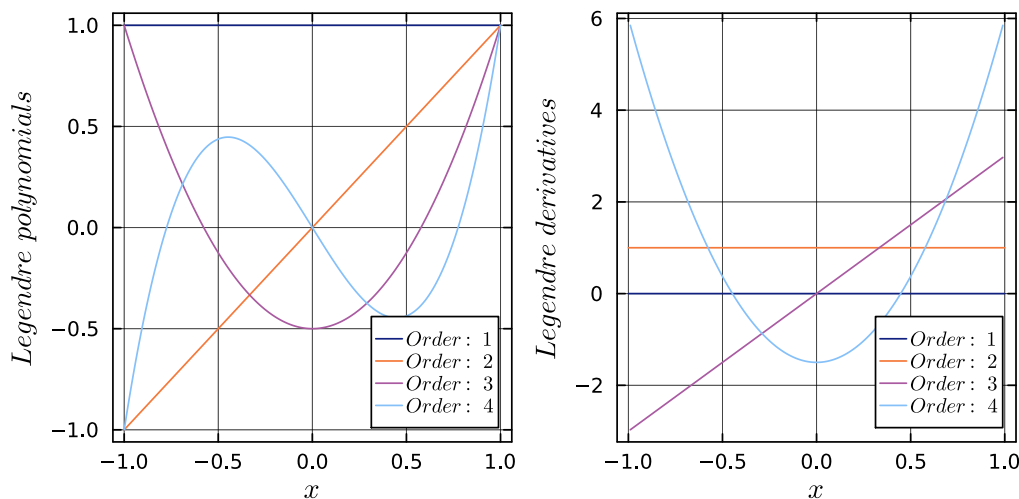 Legendre polynomials
1.0
0.5
0.0
−0.5
−1.0
Order: 1
Order: 2
Order: 3
Order: 4
−1.0 −0.5 0.0 0.5 1.0
x
Legendre derivatives
6
4
2
0
−2
Order: 1
Order: 2
Order: 3
Order: 4
−1.0 −0.5 0.0 0.5 1.0
x